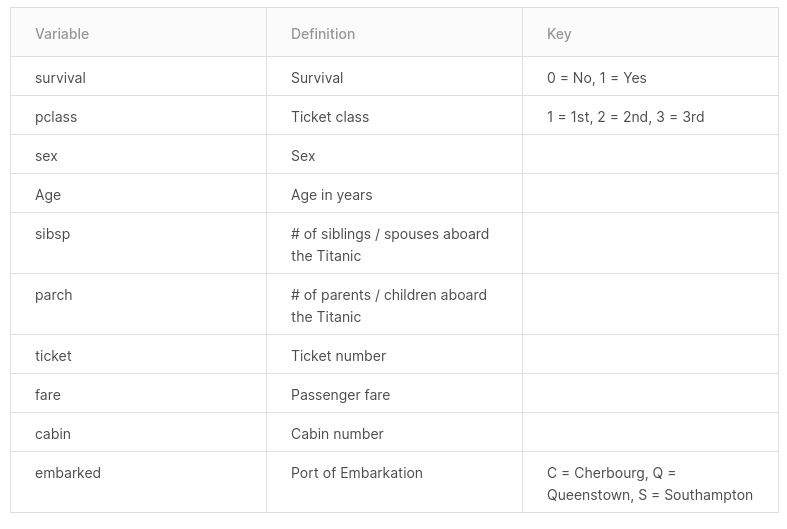 Variable Definition Key
survival Survival 0 = No, 1 = Yes
pclass Ticket class 1 = 1st, 2 = 2nd, 3 = 3rd
sex Sex
Age Age in years
sibsp # of siblings / spouses aboard
the Titanic
parch # of parents / children aboard
the Titanic
ticket Ticket number
fare Passenger fare
cabin Cabin number
embarked Port of Embarkation C = Cherbourg, Q =
Queenstown, S = Southampton